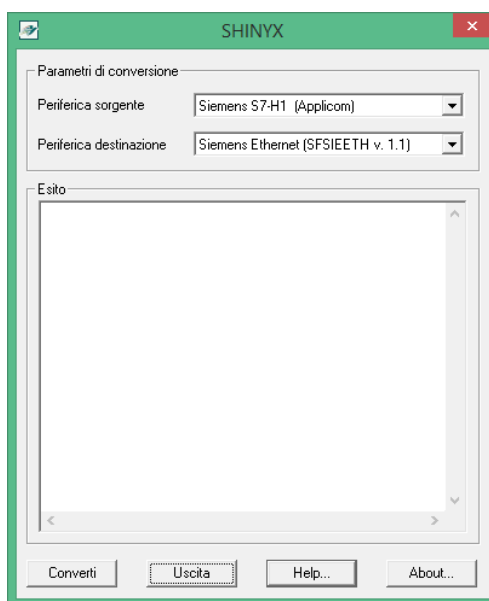 SHINYX
Parametri di conversione
Periferica sorgente Siemens S7-H1 (Applicom)
Periferica destinazione Siemens Ethernet (SFSIEETH v. 1.1)
Esito
Converti Uscita Help... About...